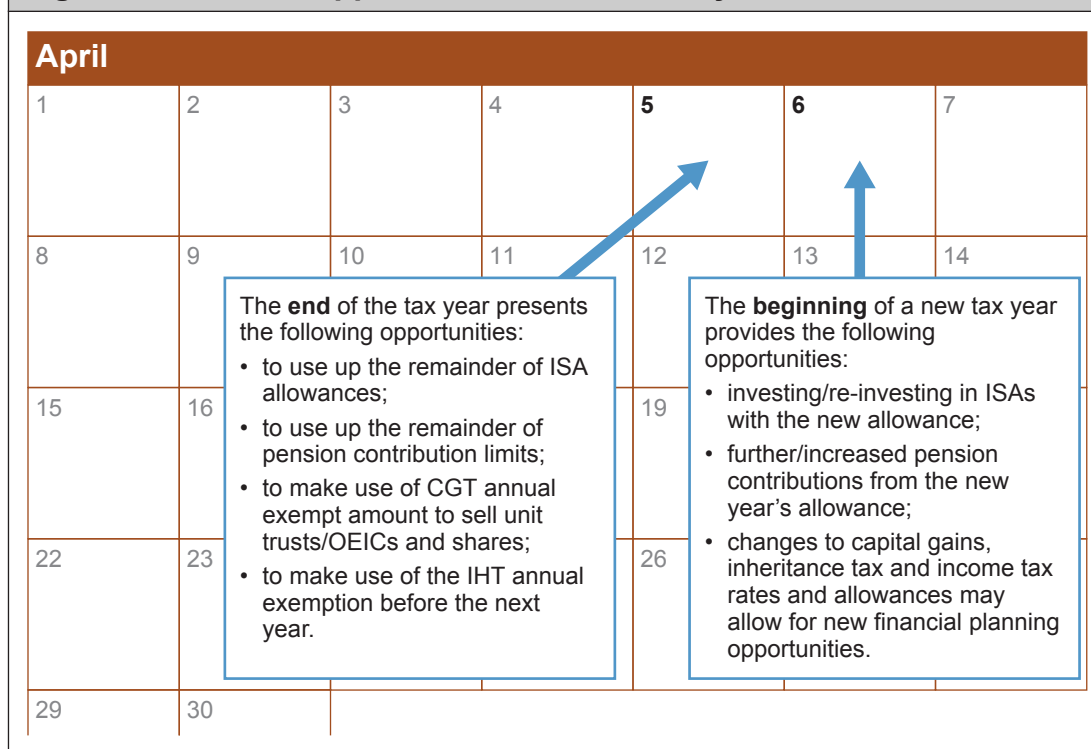 April
1 2 3 4 5 6 7
8 9 10 11 12 13 14
The end of the tax year presents
the following opportunities:
• to use up the remainder of ISA
allowances;
• to use up the remainder of
pension contribution limits;
• to make use of CGT annual
exempt amount to sell unit
trusts/OEICs and shares;
• to make use of the IHT annual
exemption before the next
year.
The beginning of a new tax year
provides the following
opportunities:
• investing/re-investing in ISAs
with the new allowance;
• further/increased pension
contributions from the new
year's allowance;
• changes to capital gains,
inheritance tax and income tax
rates and allowances may
allow for new financial planning
opportunities.
15 16 19
22 23 26
29 30